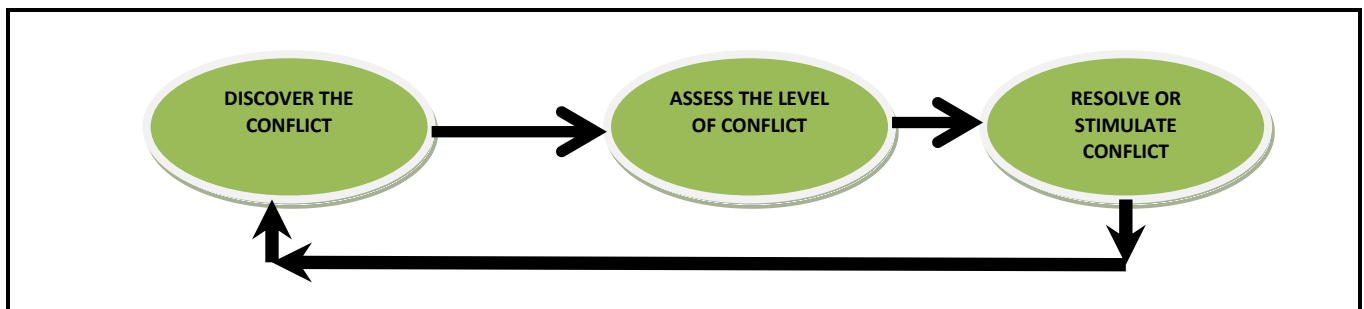 DISCOVER THE
CONFLICT
ASSESS THE LEVEL
OF CONFLICT
RESOLVE OR
STIMULATE
CONFLICT